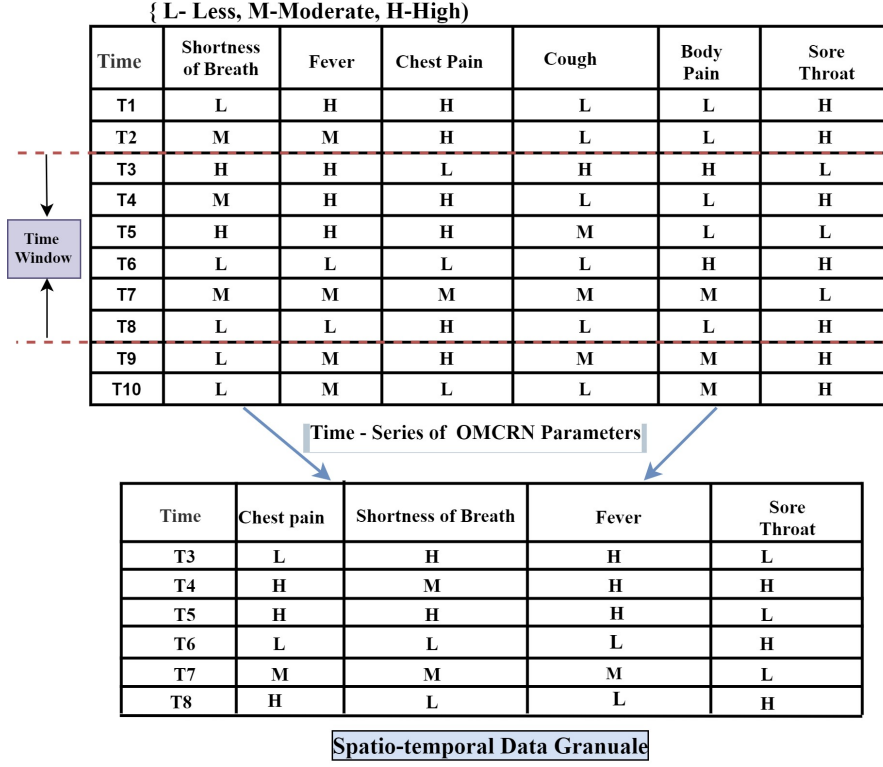 { L- Less, M-Moderate, H-High)
Time Shortness of Breath Fever Chest Pain Cough Body Pain Sore Throat
T1 L H H L L H
T2 M M H L L H
T3 H H L H H L
T4 M H H L L H
T5 H H H M L L
T6 L L L L H H
T7 M M M M M L
T8 L L H L L H
T9 L M H M M H
T10 L M L L M H
Time
Window
Time - Series of OMCRN Parameters
Time Chest pain Shortness of Breath Fever Sore Throat
T3 L H H L
T4 H M H H
T5 H H H L
T6 L L L H
T7 M M M L
T8 H L L H
Spatio-temporal Data Granuale